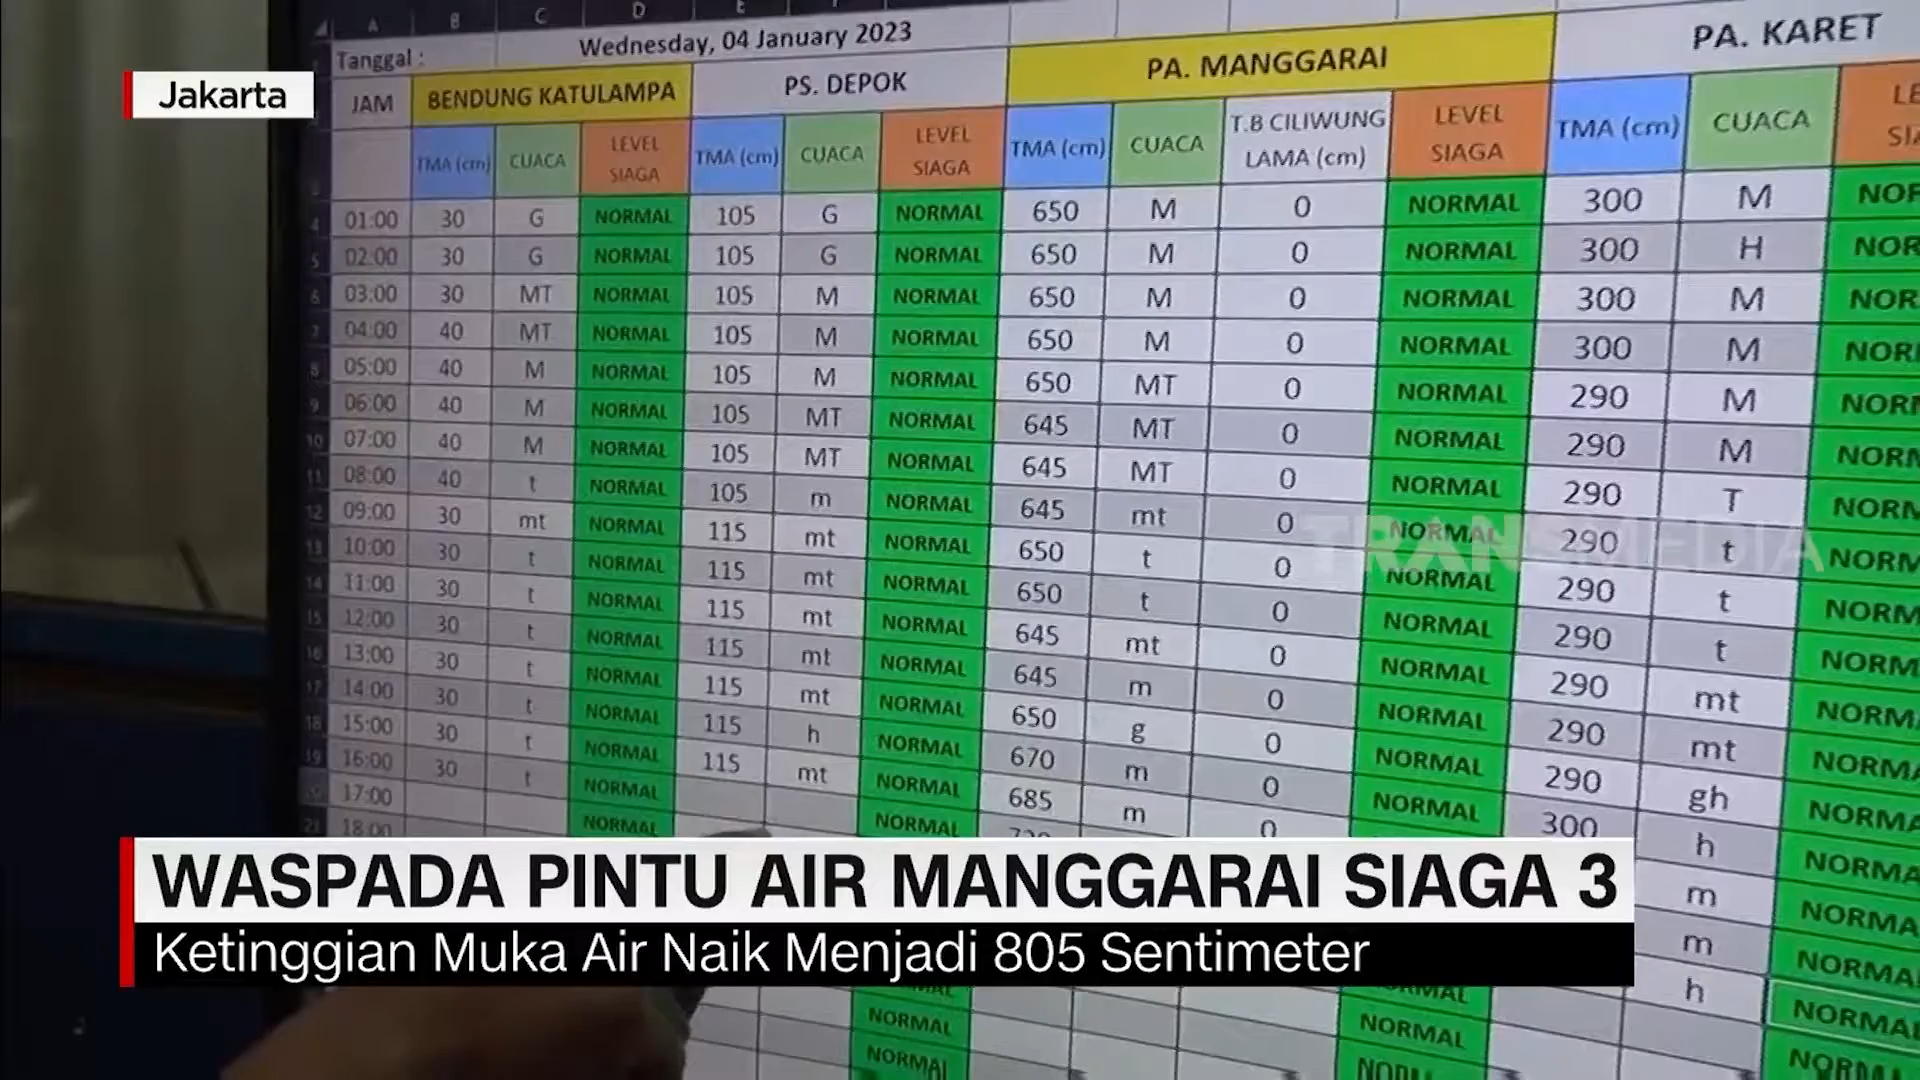 A B C D E
Tanggal : Wednesday, 04 January 2023
JAM BENDUNG KATULAMPA PS. DEPOK PA. MANGGARAI PA. KARET
TMA (cm) CUACA LEVEL SIAGA TMA (cm) CUACA LEVEL SIAGA TMA (cm) CUACA T.B CILIWUNG LAMA (cm) LEVEL SIAGA TMA (cm) CUACA
01:00 30 G NORMAL 105 G NORMAL 650 M 0 NORMAL 300 M
02:00 30 G NORMAL 105 G NORMAL 650 M 0 NORMAL 300 H
03:00 30 MT NORMAL 105 M NORMAL 650 M 0 NORMAL 300 M
04:00 40 MT NORMAL 105 M NORMAL 650 M 0 NORMAL 300 M
05:00 40 M NORMAL 105 M NORMAL 650 MT 0 NORMAL 290 M
06:00 40 M NORMAL 105 MT NORMAL 645 MT 0 NORMAL 290 M
07:00 40 M NORMAL 105 MT NORMAL 645 MT 0 NORMAL 290 T
08:00 40 t NORMAL 105 m NORMAL 645 mt 0 NORMAL 290 t
09:00 30 mt NORMAL 115 mt NORMAL 650 t 0 NORMAL 290 t
10:00 30 t NORMAL 115 mt NORMAL 650 t 0 NORMAL 290 t
11:00 30 t NORMAL 115 mt NORMAL 645 mt 0 NORMAL 290 mt
12:00 30 t NORMAL 115 mt NORMAL 645 m 0 NORMAL 290 mt
13:00 30 t NORMAL 115 mt NORMAL 650 g 0 NORMAL 290 gh
14:00 30 t NORMAL 115 h NORMAL 670 m 0 NORMAL 300 h
15:00 30 t NORMAL 115 mt NORMAL 685 m 0 NORMAL m
16:00 30 t NORMAL NORMAL m
17:00 NORMAL h
18:00
Jakarta
TRANSMEDIA
WASPADA PINTU AIR MANGGARAI SIAGA 3
Ketinggian Muka Air Naik Menjadi 805 Sentimeter
NORMAL NORMAL
NORMAL NORMAL
NORMAL